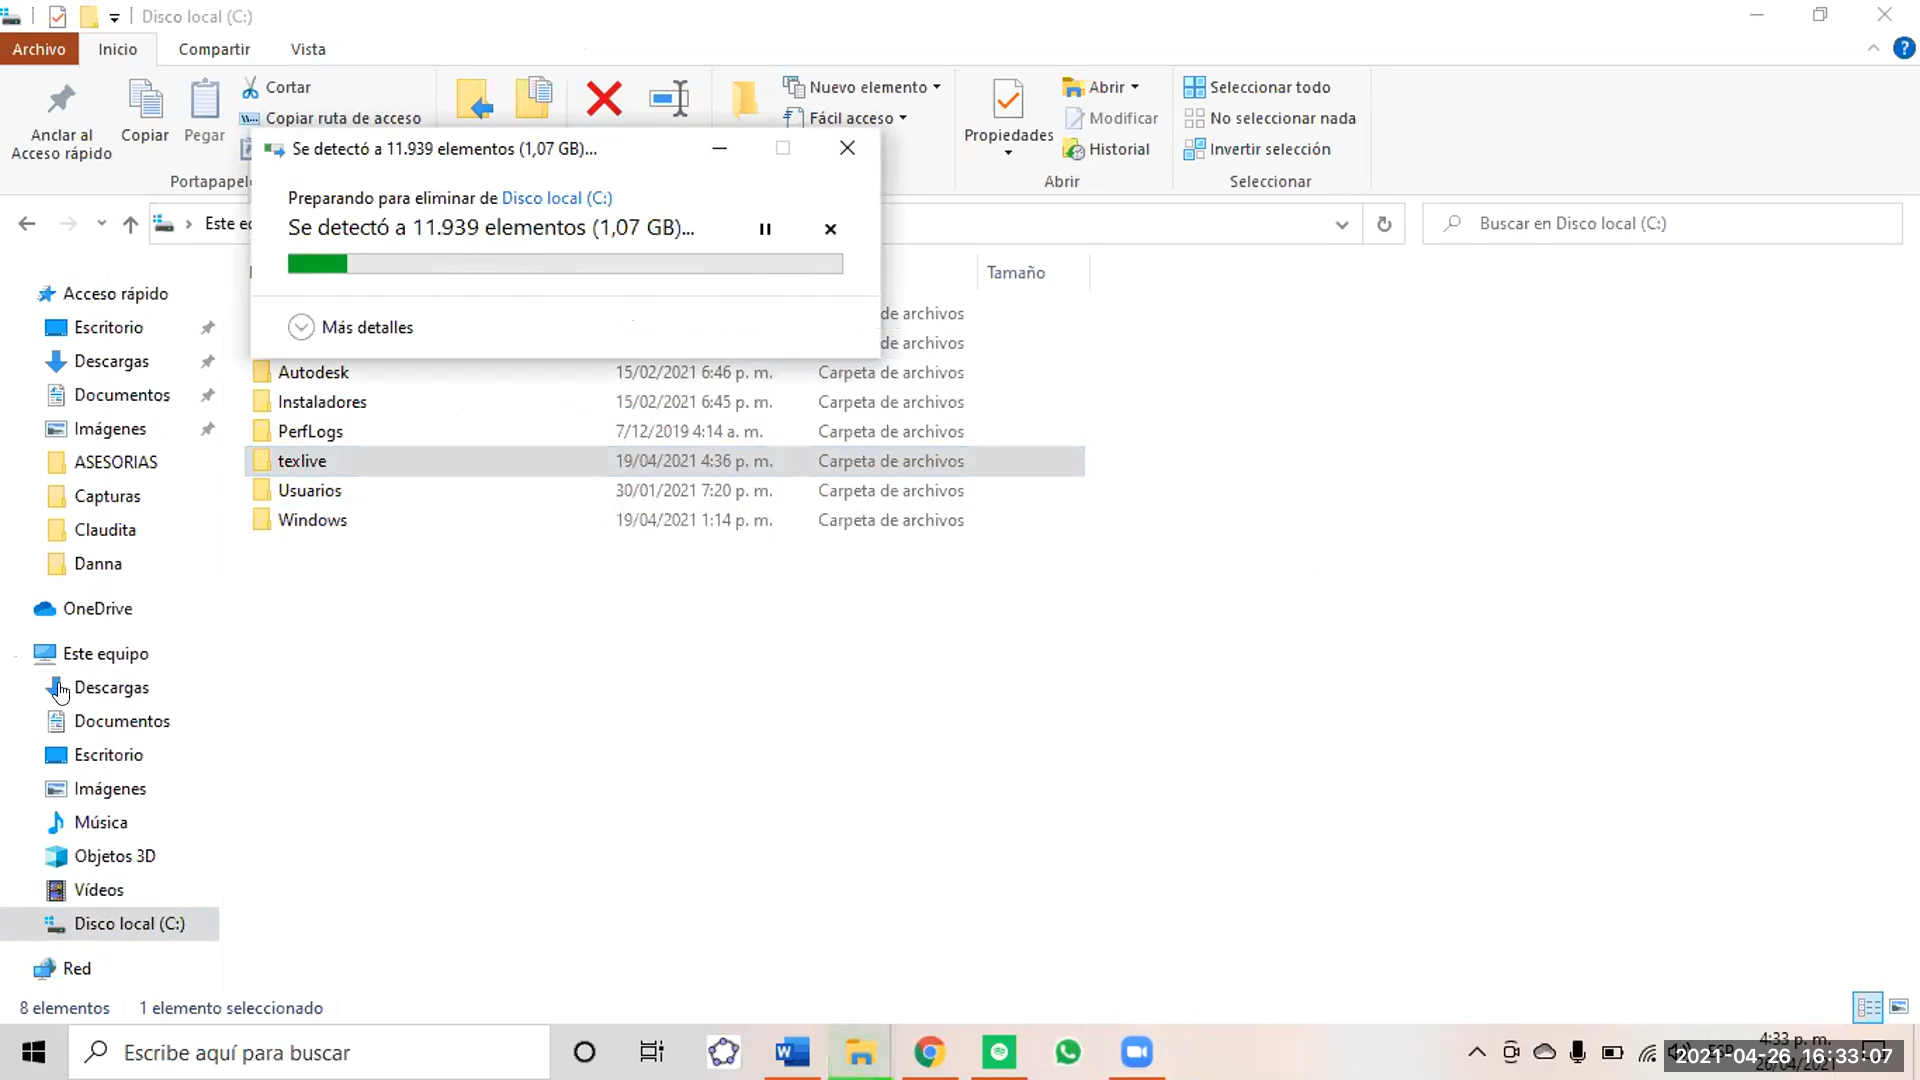 Disco local (C:)
Archivo
Inicio
Compartir
Vista
Anclar al
Acceso rápido
Copiar
Pegar
Cortar
Copiar ruta de acceso
Portapapel
Nuevo elemento
Fácil acceso
Propiedades
Abrir
Modificar
Historial
Abrir
Seleccionar todo
No seleccionar nada
Invertir selección
Seleccionar
Se detectó a 11.939 elementos (1,07 GB)...
Preparando para eliminar de Disco local (C:)
Se detectó a 11.939 elementos (1,07 GB)...
Más detalles
Este e
Buscar en Disco local (C:)
Tamaño
de archivos
de archivos
Autodesk 15/02/2021 6:46 p. m. Carpeta de archivos
Instaladores 15/02/2021 6:45 p. m. Carpeta de archivos
PerfLogs 7/12/2019 4:14 a. m. Carpeta de archivos
texlive 19/04/2021 4:36 p. m. Carpeta de archivos
Usuarios 30/01/2021 7:20 p. m. Carpeta de archivos
Windows 19/04/2021 1:14 p. m. Carpeta de archivos
Acceso rápido
Escritorio
Descargas
Documentos
Imágenes
ASESORIAS
Capturas
Claudita
Danna
OneDrive
Este equipo
Descargas
Documentos
Escritorio
Imágenes
Música
Objetos 3D
Vídeos
Disco local (C:)
Red
8 elementos
1 elemento seleccionado
Escribe aquí para buscar
4:33 p. m.
2021-04-26, 16:33:07